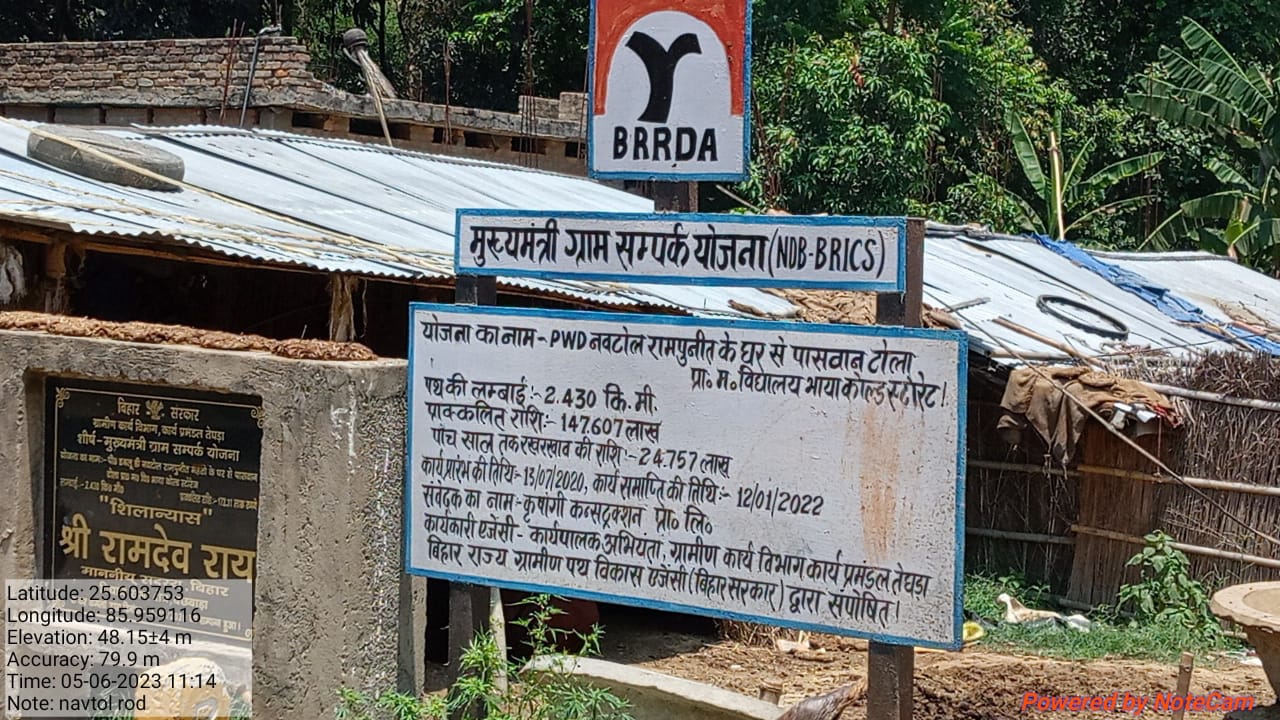 BRRDA
मुख्यमंत्री ग्राम सम्पर्क योजना (NDB-BRICS)
योजना का नाम - PWD नवटोल रामपुनीत के घर से पासवान टोला
प्रा० म० विद्यालय भाया कोल्ड स्टोरेट।
पथ की लम्बाई :- 2.430 कि. मी.
प्राक्कलित राशि :- 147.607 लाख
पांच साल तक रखरखाव की राशि :- 24.757 लाख
कार्य प्रारंभ की तिथि :- 13/07/2020, कार्य समाप्ति की तिथि :- 12/01/2022
संवेदक का नाम - कृषांगी कन्सट्रक्शन प्रा० लि०
कार्यकारी एजेंसी - कार्यपालक अभियंता, ग्रामीण कार्य विभाग कार्य प्रमंडल तेघड़ा
बिहार राज्य ग्रामीण पथ विकास एजेंसी (बिहार सरकार) द्वारा सपोषित।
बिहार सरकार
ग्रामीण कार्य विभाग, कार्य प्रमंडल तेघड़ा
शीर्ष - मुख्यमंत्री ग्राम सम्पर्क योजना
"शिलान्यास"
श्री रामदेव राय
माननीय बिहार
Latitude: 25.603753
Longitude: 85.959116
Elevation: 48.15±4 m
Accuracy: 79.9 m
Time: 05-06-2023 11:14
Note: navtol rod
Powered by NoteCam